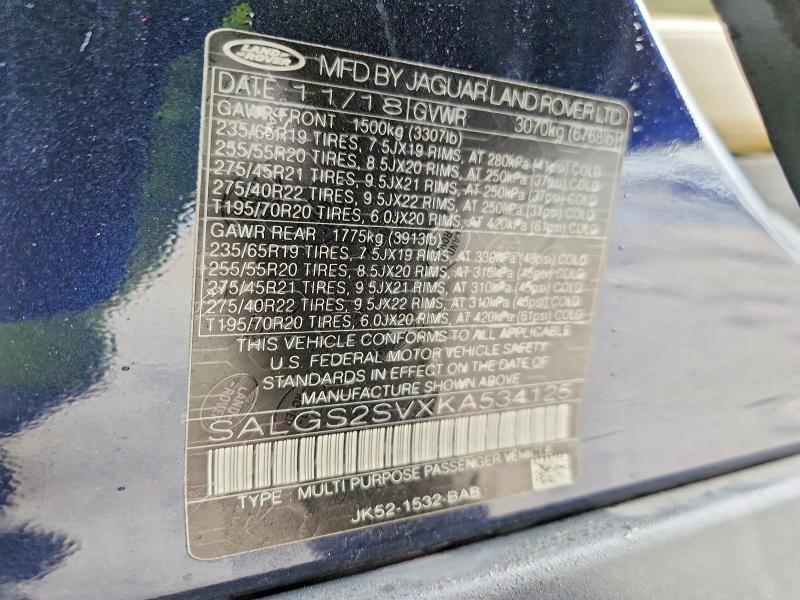 LAND ROVER
MFD BY JAGUAR LAND ROVER LTD
DATE 11/18 GVWR 3070kg (6768lb)
GAWR FRONT 1500kg (3307lb)
235/65R19 TIRES, 7.5JX19 RIMS, AT 280kPa (41psi) COLD
255/55R20 TIRES, 8.5JX20 RIMS, AT 250kPa (37psi) COLD
275/45R21 TIRES, 9.5JX21 RIMS, AT 250kPa (37psi) COLD
275/40R22 TIRES, 9.5JX22 RIMS, AT 250kPa (37psi) COLD
T195/70R20 TIRES, 6.0JX20 RIMS, AT 420kPa (61psi) COLD
GAWR REAR 1775kg (3913lb)
235/65R19 TIRES, 7.5JX19 RIMS, AT 330kPa (48psi) COLD
255/55R20 TIRES, 8.5JX20 RIMS, AT 310kPa (45psi) COLD
275/45R21 TIRES, 9.5JX21 RIMS, AT 310kPa (45psi) COLD
275/40R22 TIRES, 9.5JX22 RIMS, AT 310kPa (45psi) COLD
T195/70R20 TIRES, 6.0JX20 RIMS, AT 420kPa (61psi) COLD
THIS VEHICLE CONFORMS TO ALL APPLICABLE
U.S. FEDERAL MOTOR VEHICLE SAFETY
STANDARDS IN EFFECT ON THE DATE OF
MANUFACTURE SHOWN ABOVE
SALGS2SVXKA534125
TYPE : MULTI PURPOSE PASSENGER VEHICLE
JK52-1532-BAB